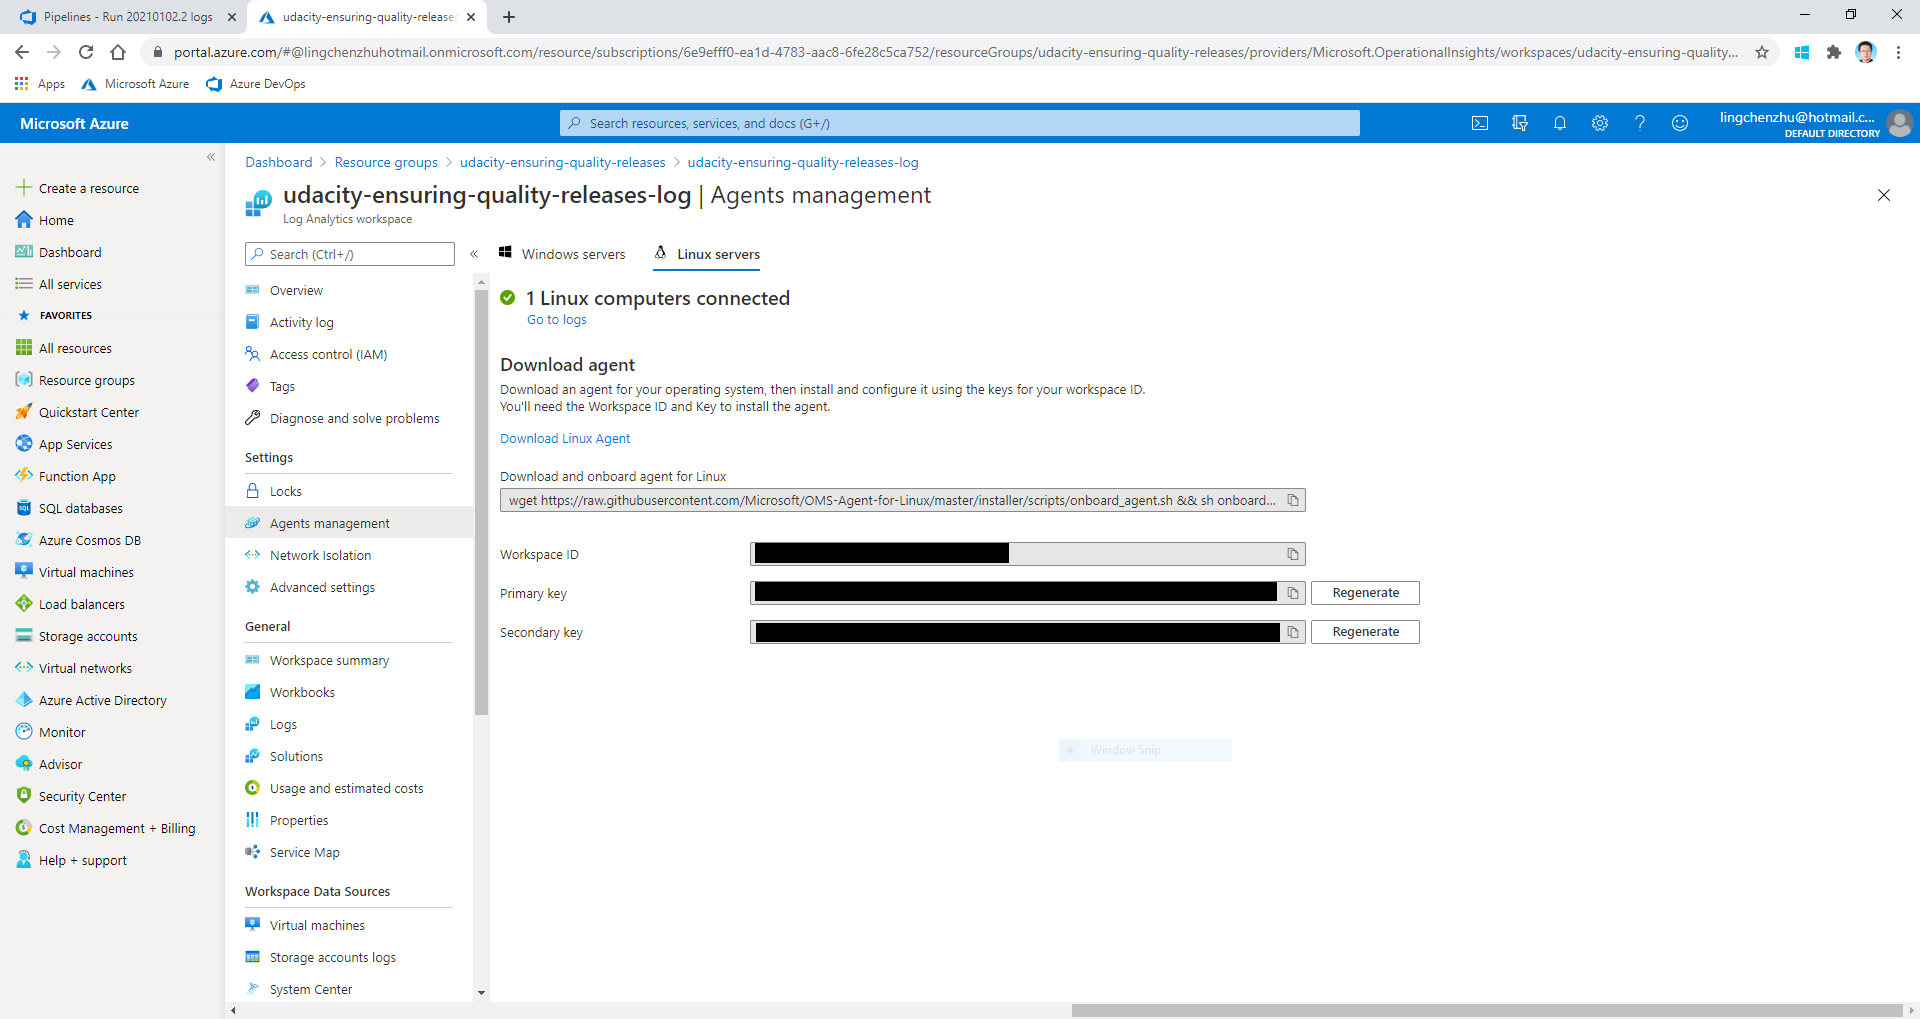 Pipelines - Run 20210102.2 logs
udacity-ensuring-quality-releases
portal.azure.com/#@lingchenzhuhotmail.onmicrosoft.com/resource/subscriptions/6e9efff0-ea1d-4783-aac8-6fe28c5ca752/resourceGroups/udacity-ensuring-quality-releases/providers/Microsoft.OperationalInsights/workspaces/udacity-ensuring-quality...
Apps
Microsoft Azure
Azure DevOps
Microsoft Azure
Search resources, services, and docs (G+/)
lingchenzhu@hotmail.c...
DEFAULT DIRECTORY
Create a resource
Home
Dashboard
All services
FAVORITES
All resources
Resource groups
Quickstart Center
App Services
Function App
SQL databases
Azure Cosmos DB
Virtual machines
Load balancers
Storage accounts
Virtual networks
Azure Active Directory
Monitor
Advisor
Security Center
Cost Management + Billing
Help + support
Dashboard > Resource groups > udacity-ensuring-quality-releases > udacity-ensuring-quality-releases-log
udacity-ensuring-quality-releases-log | Agents management
Log Analytics workspace
Search (Ctrl+/)
Overview
Activity log
Access control (IAM)
Tags
Diagnose and solve problems
Settings
Locks
Agents management
Network Isolation
Advanced settings
General
Workspace summary
Workbooks
Logs
Solutions
Usage and estimated costs
Properties
Service Map
Workspace Data Sources
Virtual machines
Storage accounts logs
System Center
Windows servers
Linux servers
1 Linux computers connected
Go to logs
Download agent
Download an agent for your operating system, then install and configure it using the keys for your workspace ID.
You'll need the Workspace ID and Key to install the agent.
Download Linux Agent
Download and onboard agent for Linux
wget https://raw.githubusercontent.com/Microsoft/OMS-Agent-for-Linux/master/installer/scripts/onboard_agent.sh && sh onboard...
Workspace ID
Primary key
Regenerate
Secondary key
Regenerate
Window Snip